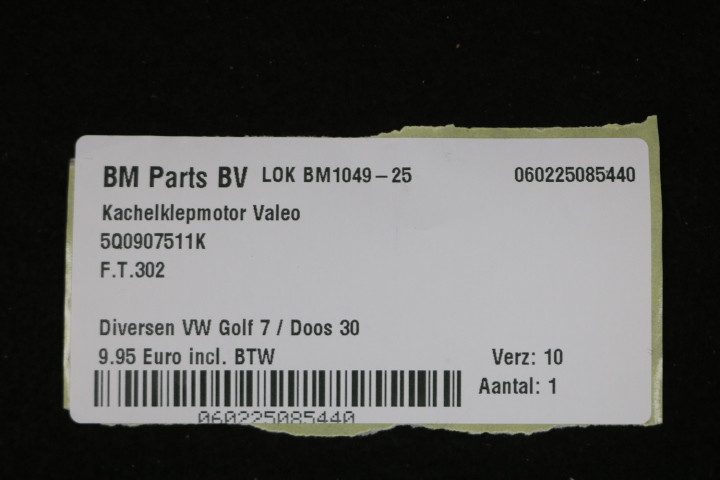 BM Parts BV LOK BM1049-25 060225085440
Kachelklepmotor Valeo
5Q0907511K
F.T.302
Diversen VW Golf 7 / Doos 30
9.95 Euro incl. BTW Verz: 10
Aantal: 1
060225085440